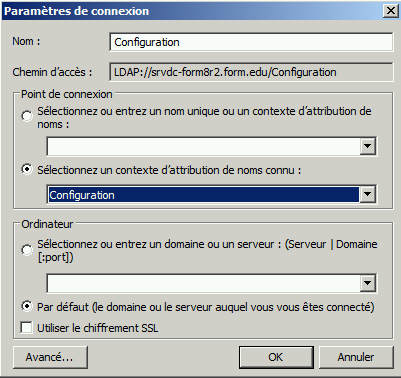 Paramètres de connexion
Nom :
Configuration
Chemin d'accès :
LDAP://srvdc-form8r2.form.edu/Configuration
Point de connexion
Sélectionnez ou entrez un nom unique ou un contexte d'attribution de
noms :
Sélectionnez un contexte d'attribution de noms connu :
Configuration
Ordinateur
Sélectionnez ou entrez un domaine ou un serveur : (Serveur | Domaine
[:port])
Par défaut (le domaine ou le serveur auquel vous vous êtes connecté)
Utiliser le chiffrement SSL
Avancé...
OK
Annuler